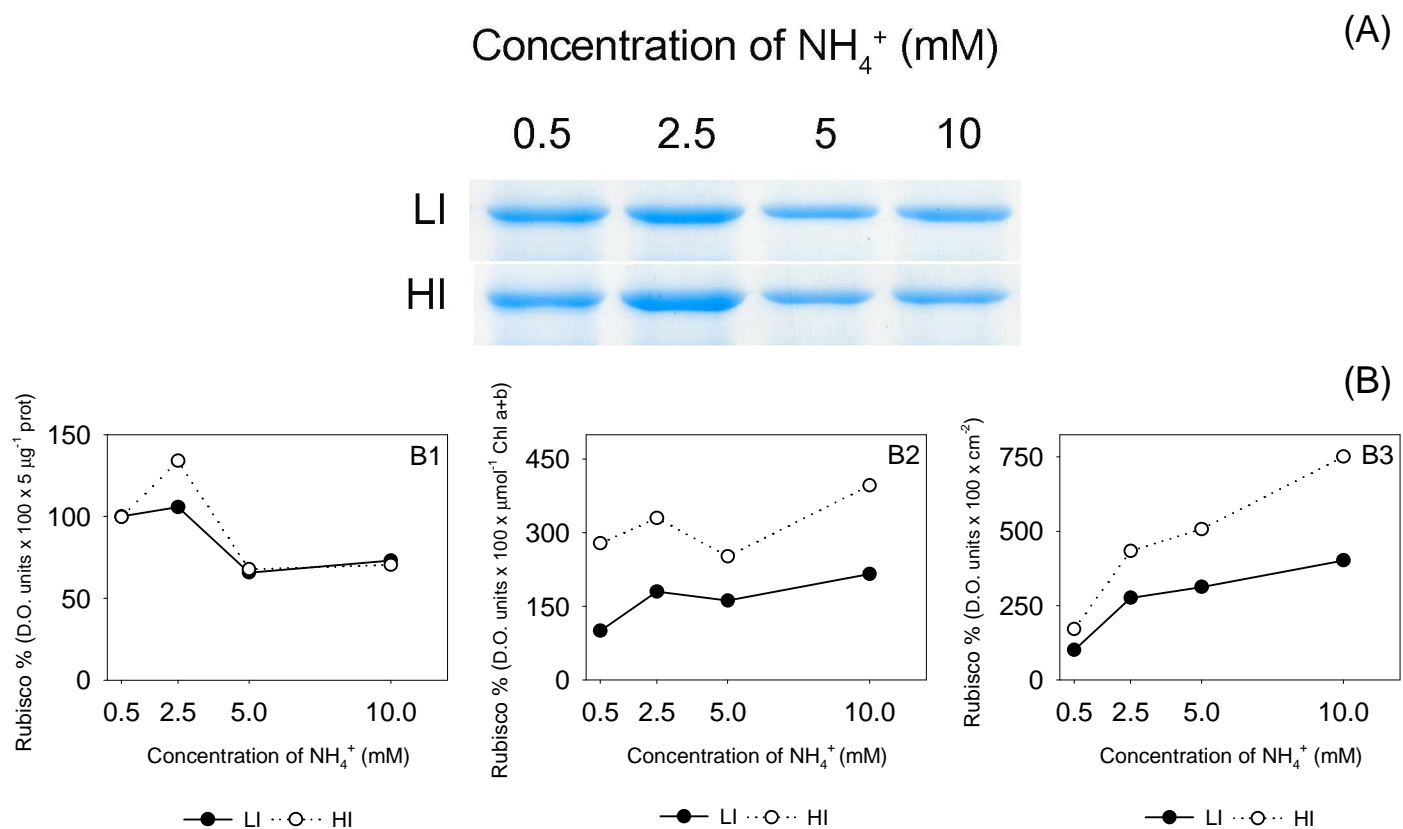 (A)
Concentration of NH₄⁺ (mM)
0.5 2.5 5 10
LI
HI
(B)
Rubisco % (D.O. units x 100 x 5 µg⁻¹ prot)
150
100
50
0
B1
0.5 2.5 5.0 10.0
Concentration of NH₄⁺ (mM)
LI HI
Rubisco % (D.O. units x 100 x µmol⁻¹ Chl a+b)
450
300
150
0
B2
0.5 2.5 5.0 10.0
Concentration of NH₄⁺ (mM)
LI HI
Rubisco % (D.O. units x 100 x cm⁻²)
750
500
250
0
B3
0.5 2.5 5.0 10.0
Concentration of NH₄⁺ (mM)
LI HI